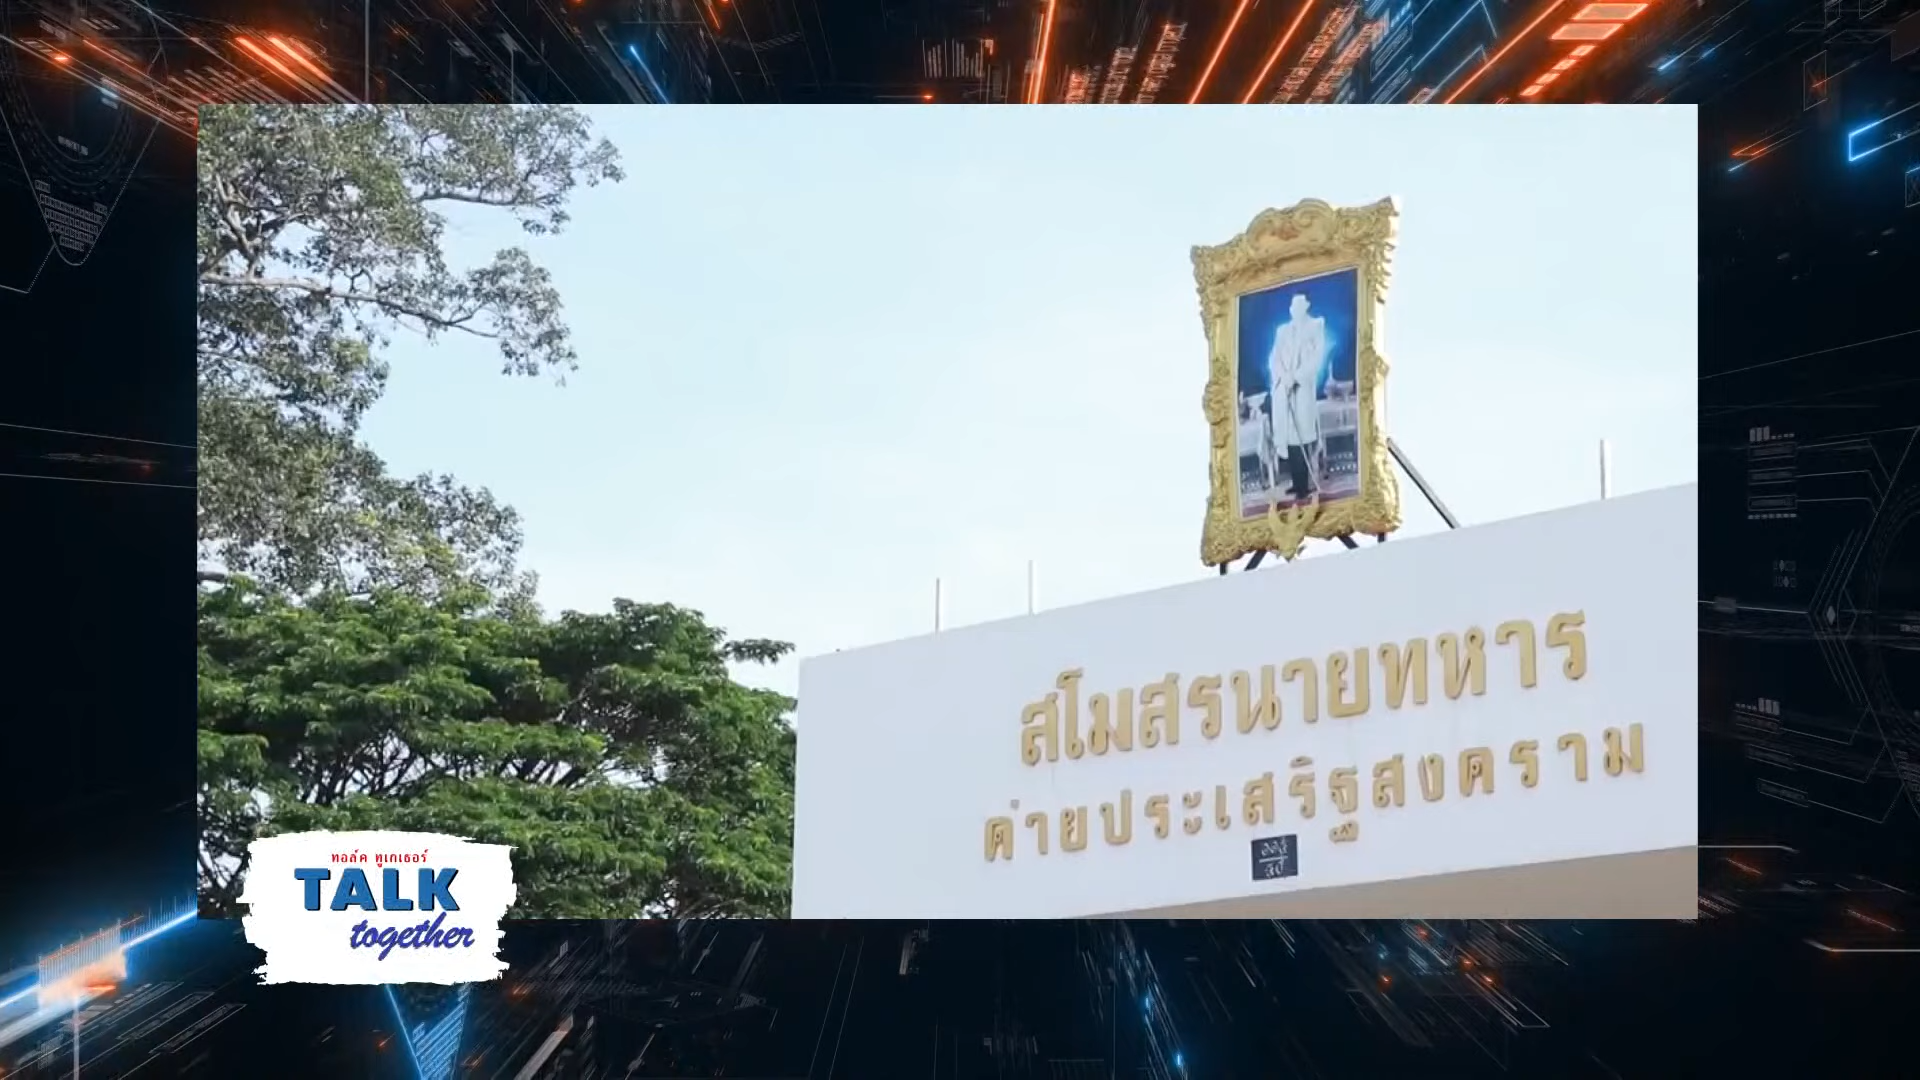 สโมสรนายทหาร
ค่ายประเสริฐสงคราม
ทอล์ค ทูเกเธอร์
TALK
together